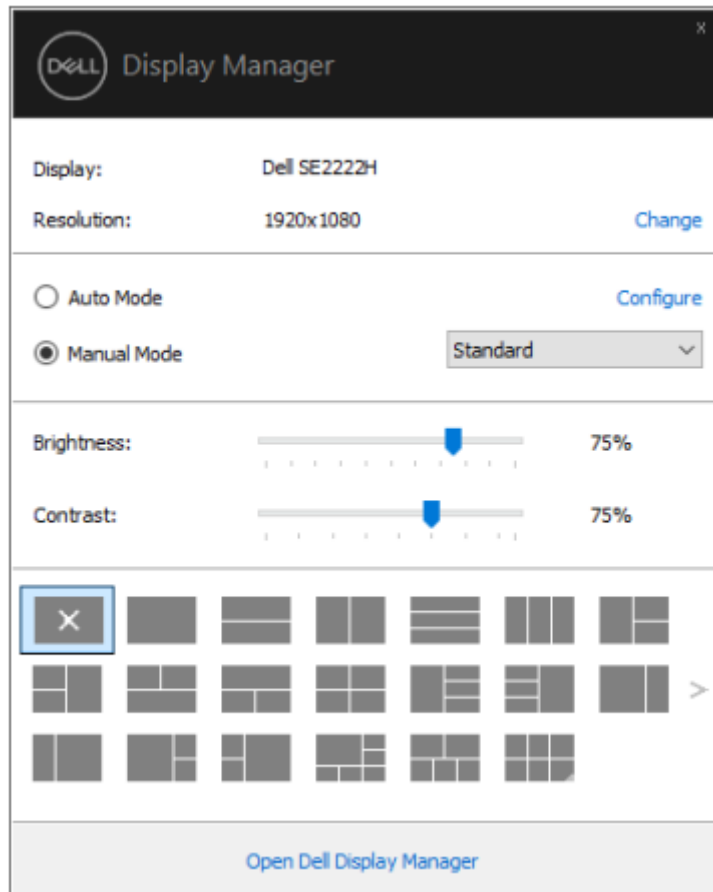 x
DELL Display Manager
Display: Dell SE2222H
Resolution: 1920x1080 Change
Auto Mode Configure
Manual Mode Standard
Brightness: 75%
Contrast: 75%
Open Dell Display Manager